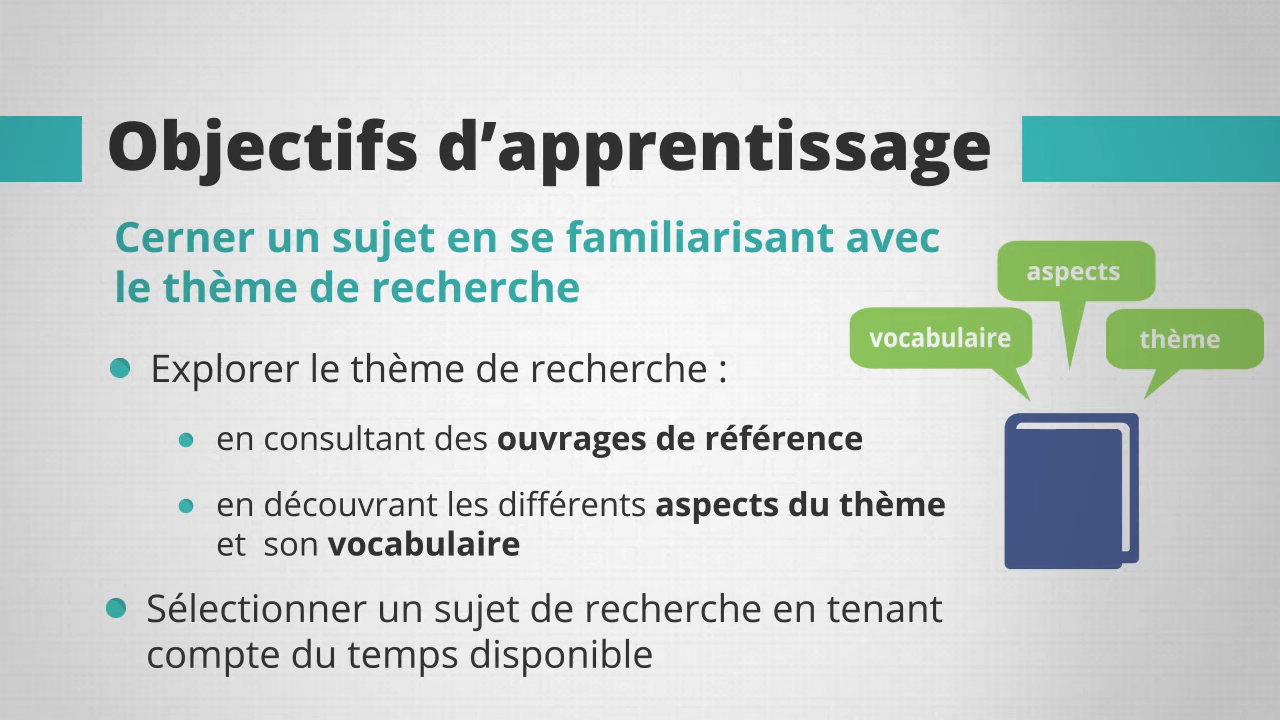 Objectifs d’apprentissage
Cerner un sujet en se familiarisant avec
le thème de recherche
Explorer le thème de recherche :
en consultant des ouvrages de référence
en découvrant les différents aspects du thème
et  son vocabulaire
Sélectionner un sujet de recherche en tenant
compte du temps disponible
aspects
vocabulaire
thème